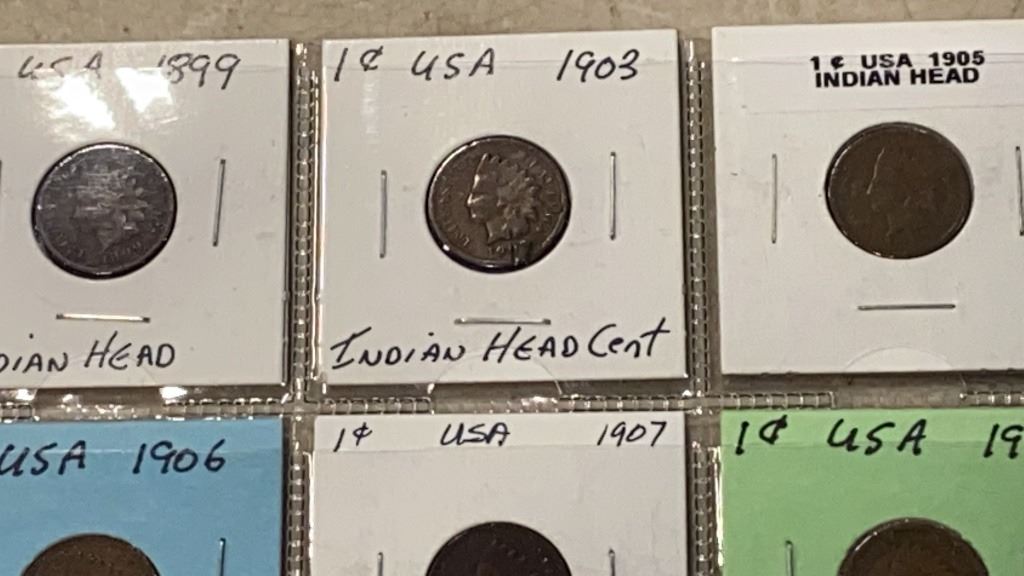 USA 1899
DIAN HEAD
1¢ USA 1903
INDIAN HEAD Cent
1 ¢ USA 1905
INDIAN HEAD
USA 1906
1¢ USA 1907
1¢ USA 19